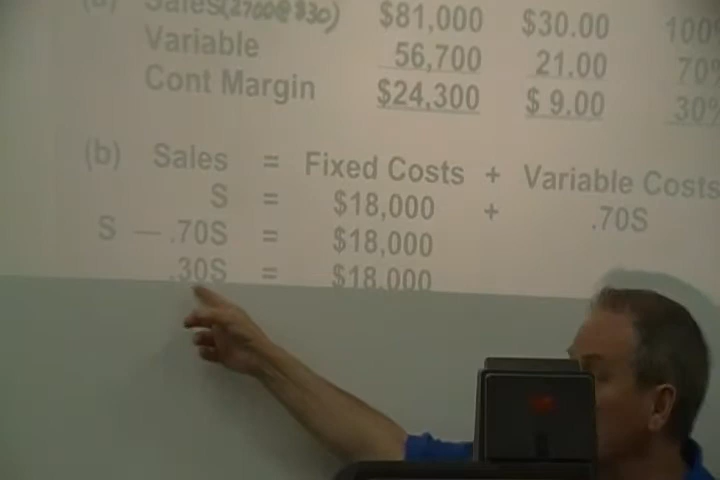 (a) Sales(2700@$30) $81,000 $30.00 100%
Variable 56,700 21.00 70%
Cont Margin $24,300 $ 9.00 30%
(b) Sales = Fixed Costs + Variable Costs
S = $18,000 + .70S
S — .70S = $18,000
.30S = $18,000